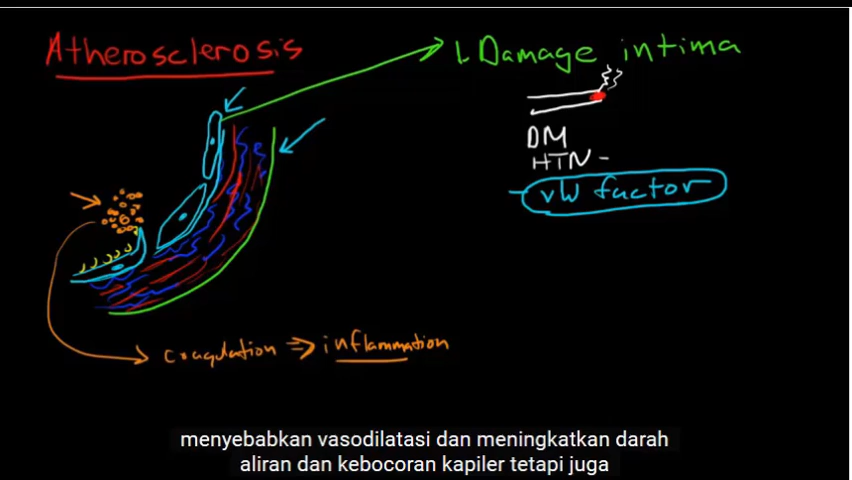 Atherosclerosis
1. Damage intima
DM
HTN -
vW factor
coagulation ⇒ inflammation
menyebabkan vasodilatasi dan meningkatkan darah
aliran dan kebocoran kapiler tetapi juga